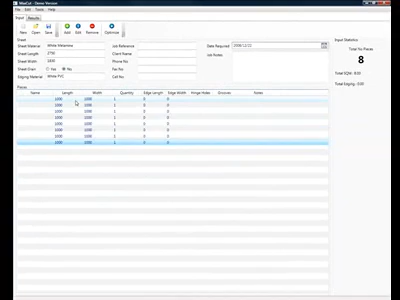 MaxCut - Demo Version
File Edit Tools Help
Input Results
New Open Save Add Edit Remove Optimize
Sheet
Sheet Material White Melamine Job Reference Date Required 2008/12/22
Sheet Length 2750 Client Name Job Notes
Sheet Width 1830 Phone No
Sheet Grain Yes No Fax No
Edging Material White PVC Cell No
Input Statistics
Total No Pieces
8
Total SQM: 8.00
Total Edging: 0.00
Pieces
Name Length Width Quantity Edge Length Edge Width Hinge Holes Grooves Notes
1000 1000 1 0 0
1000 1000 1 0 0
1000 1000 1 0 0
1000 1000 1 0 0
1000 1000 1 0 0
1000 1000 1 0 0
1000 1000 1 0 0
1000 1000 1 0 0